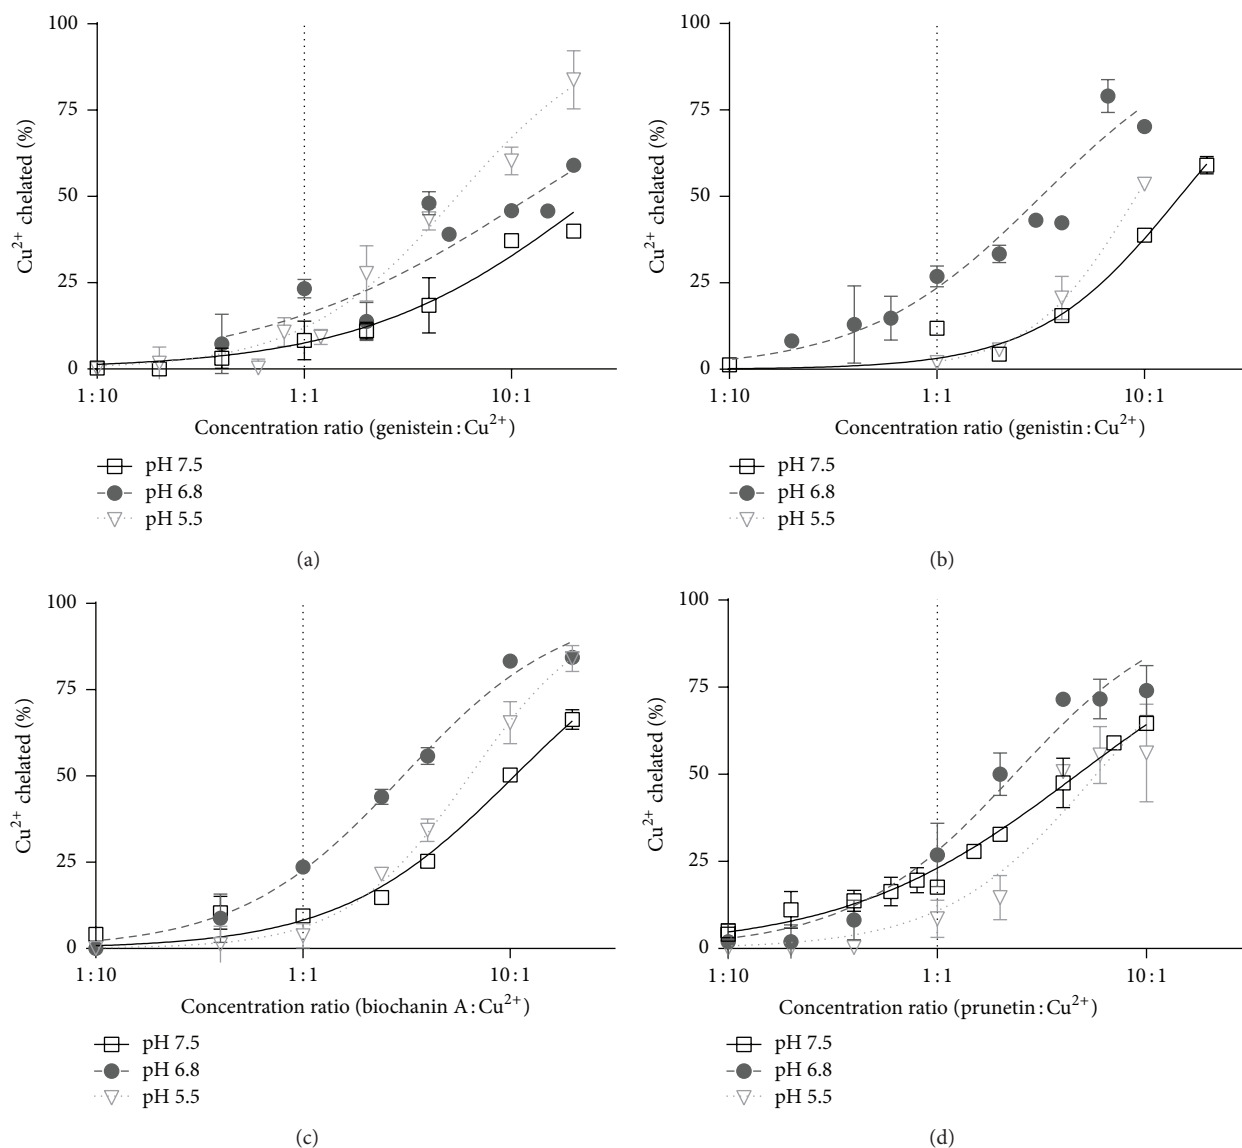 100
75
50
25
0
Cu²⁺ chelated (%)
1:10
1:1
10:1
Concentration ratio (genistein:Cu²⁺)
pH 7.5
pH 6.8
pH 5.5
(a)
100
75
50
25
0
Cu²⁺ chelated (%)
1:10
1:1
10:1
Concentration ratio (genistin:Cu²⁺)
pH 7.5
pH 6.8
pH 5.5
(b)
100
75
50
25
0
Cu²⁺ chelated (%)
1:10
1:1
10:1
Concentration ratio (biochanin A:Cu²⁺)
pH 7.5
pH 6.8
pH 5.5
(c)
100
75
50
25
0
Cu²⁺ chelated (%)
1:10
1:1
10:1
Concentration ratio (prunetin:Cu²⁺)
pH 7.5
pH 6.8
pH 5.5
(d)